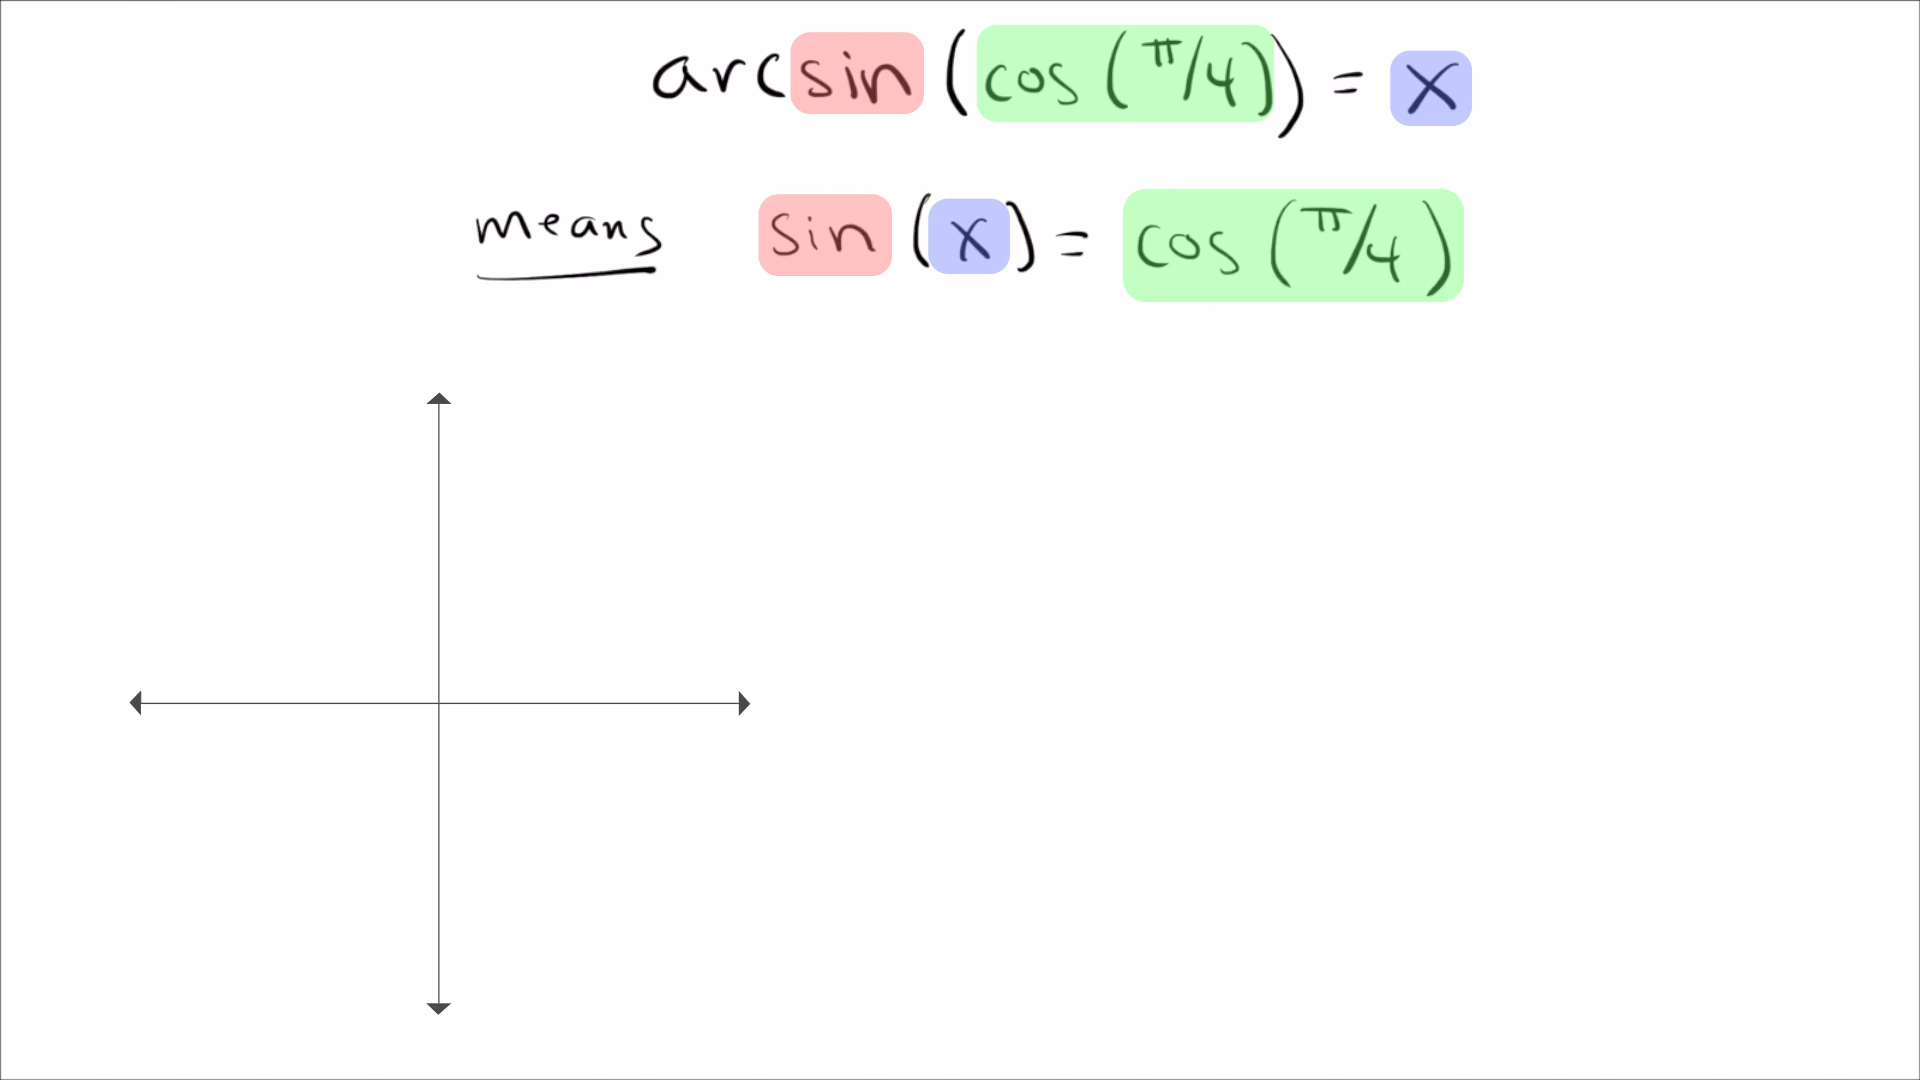 arcsin (cos (π/4)) = x
means sin (x) = cos (π/4)